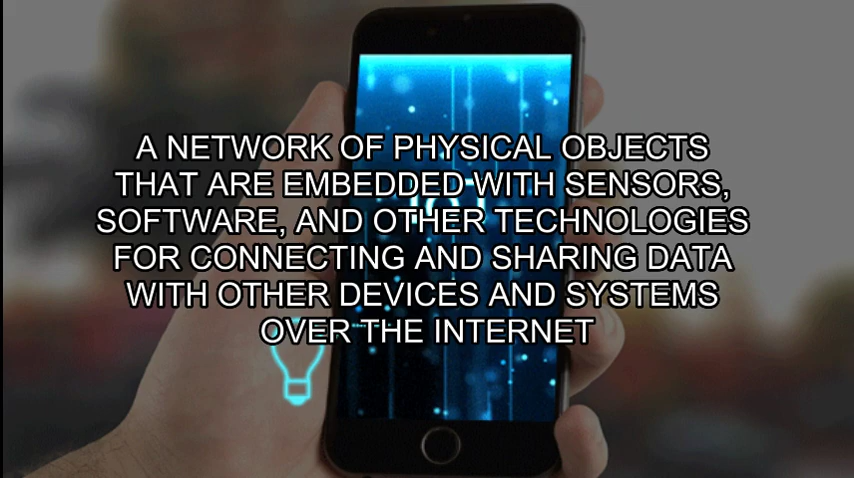 A NETWORK OF PHYSICAL OBJECTS
THAT ARE EMBEDDED WITH SENSORS,
SOFTWARE, AND OTHER TECHNOLOGIES
FOR CONNECTING AND SHARING DATA
WITH OTHER DEVICES AND SYSTEMS
OVER THE INTERNET